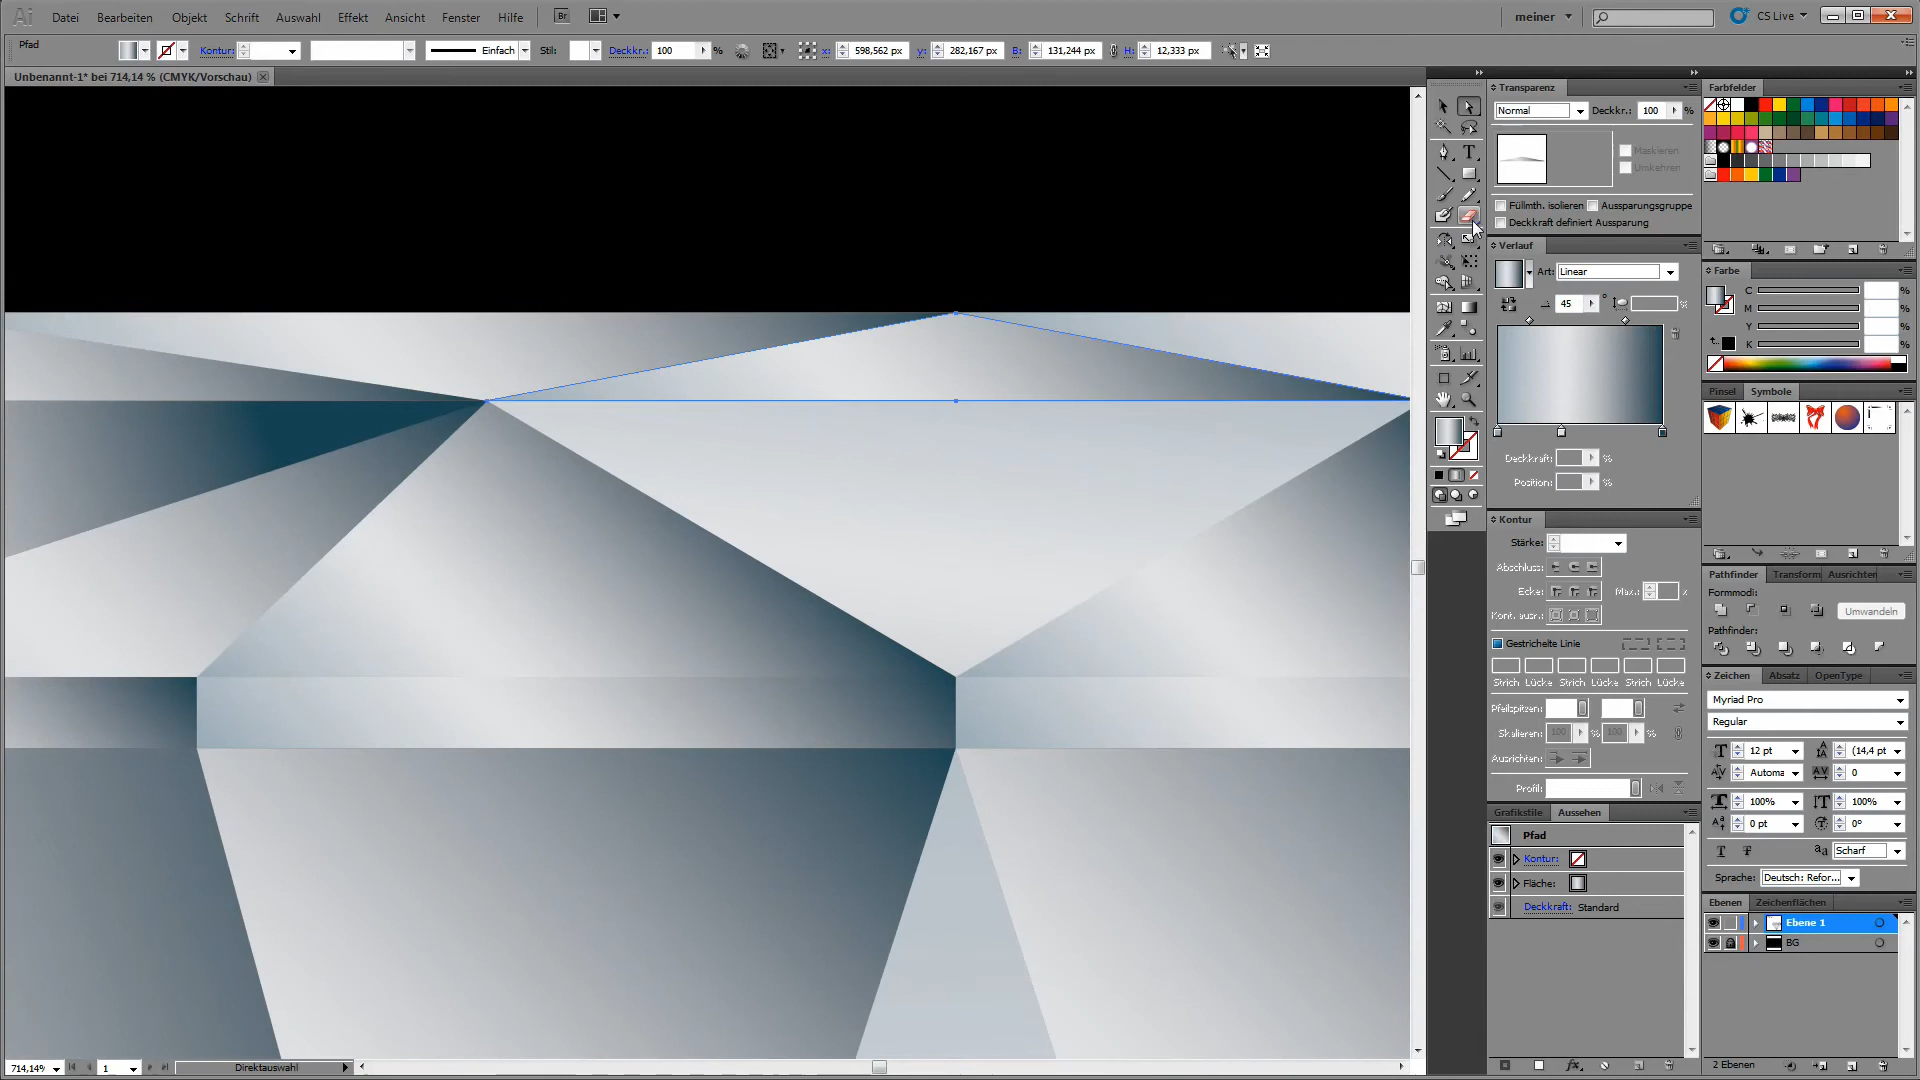 Ai Datei Bearbeiten Objekt Schrift Auswahl Effekt Ansicht Fenster Hilfe Br meiner CS Live
Pfad Kontur: Einfach Stil: Deckkr.: 100 % x: 598,562 px y: 282,167 px B: 131,244 px H: 12,333 px
Unbenannt-1* bei 714,14 % (CMYK/Vorschau)
Transparenz
Normal Deckkr.: 100 %
Maskieren
Umkehren
Füllmth. isolieren Aussparungsgruppe
Deckkraft definiert Aussparung
Verlauf
Art: Linear
45 °
%
Deckkraft: %
Position: %
Kontur
Stärke:
Abschluss:
Ecke: Max.: x
Kont. ausr.:
Gestrichelte Linie
Strich Lücke Strich Lücke Strich Lücke
Pfeilspitzen:
Skalieren: 100 % 100 %
Ausrichten:
Profil:
Grafikstile Aussehen
Pfad
Kontur:
Fläche:
Deckkraft: Standard
Farbfelder
Farbe
C %
M %
Y %
K %
Pinsel Symbole
Pathfinder Transform Ausrichten
Formmodi:
Umwandeln
Pathfinder:
Zeichen Absatz OpenType
Myriad Pro
Regular
12 pt (14,4 pt
Automa 0
100% 100%
0 pt 0°
Scharf
Sprache: Deutsch: Refor...
Ebenen Zeichenflächen
Ebene 1
BG
2 Ebenen
714,14% 1 Direktauswahl